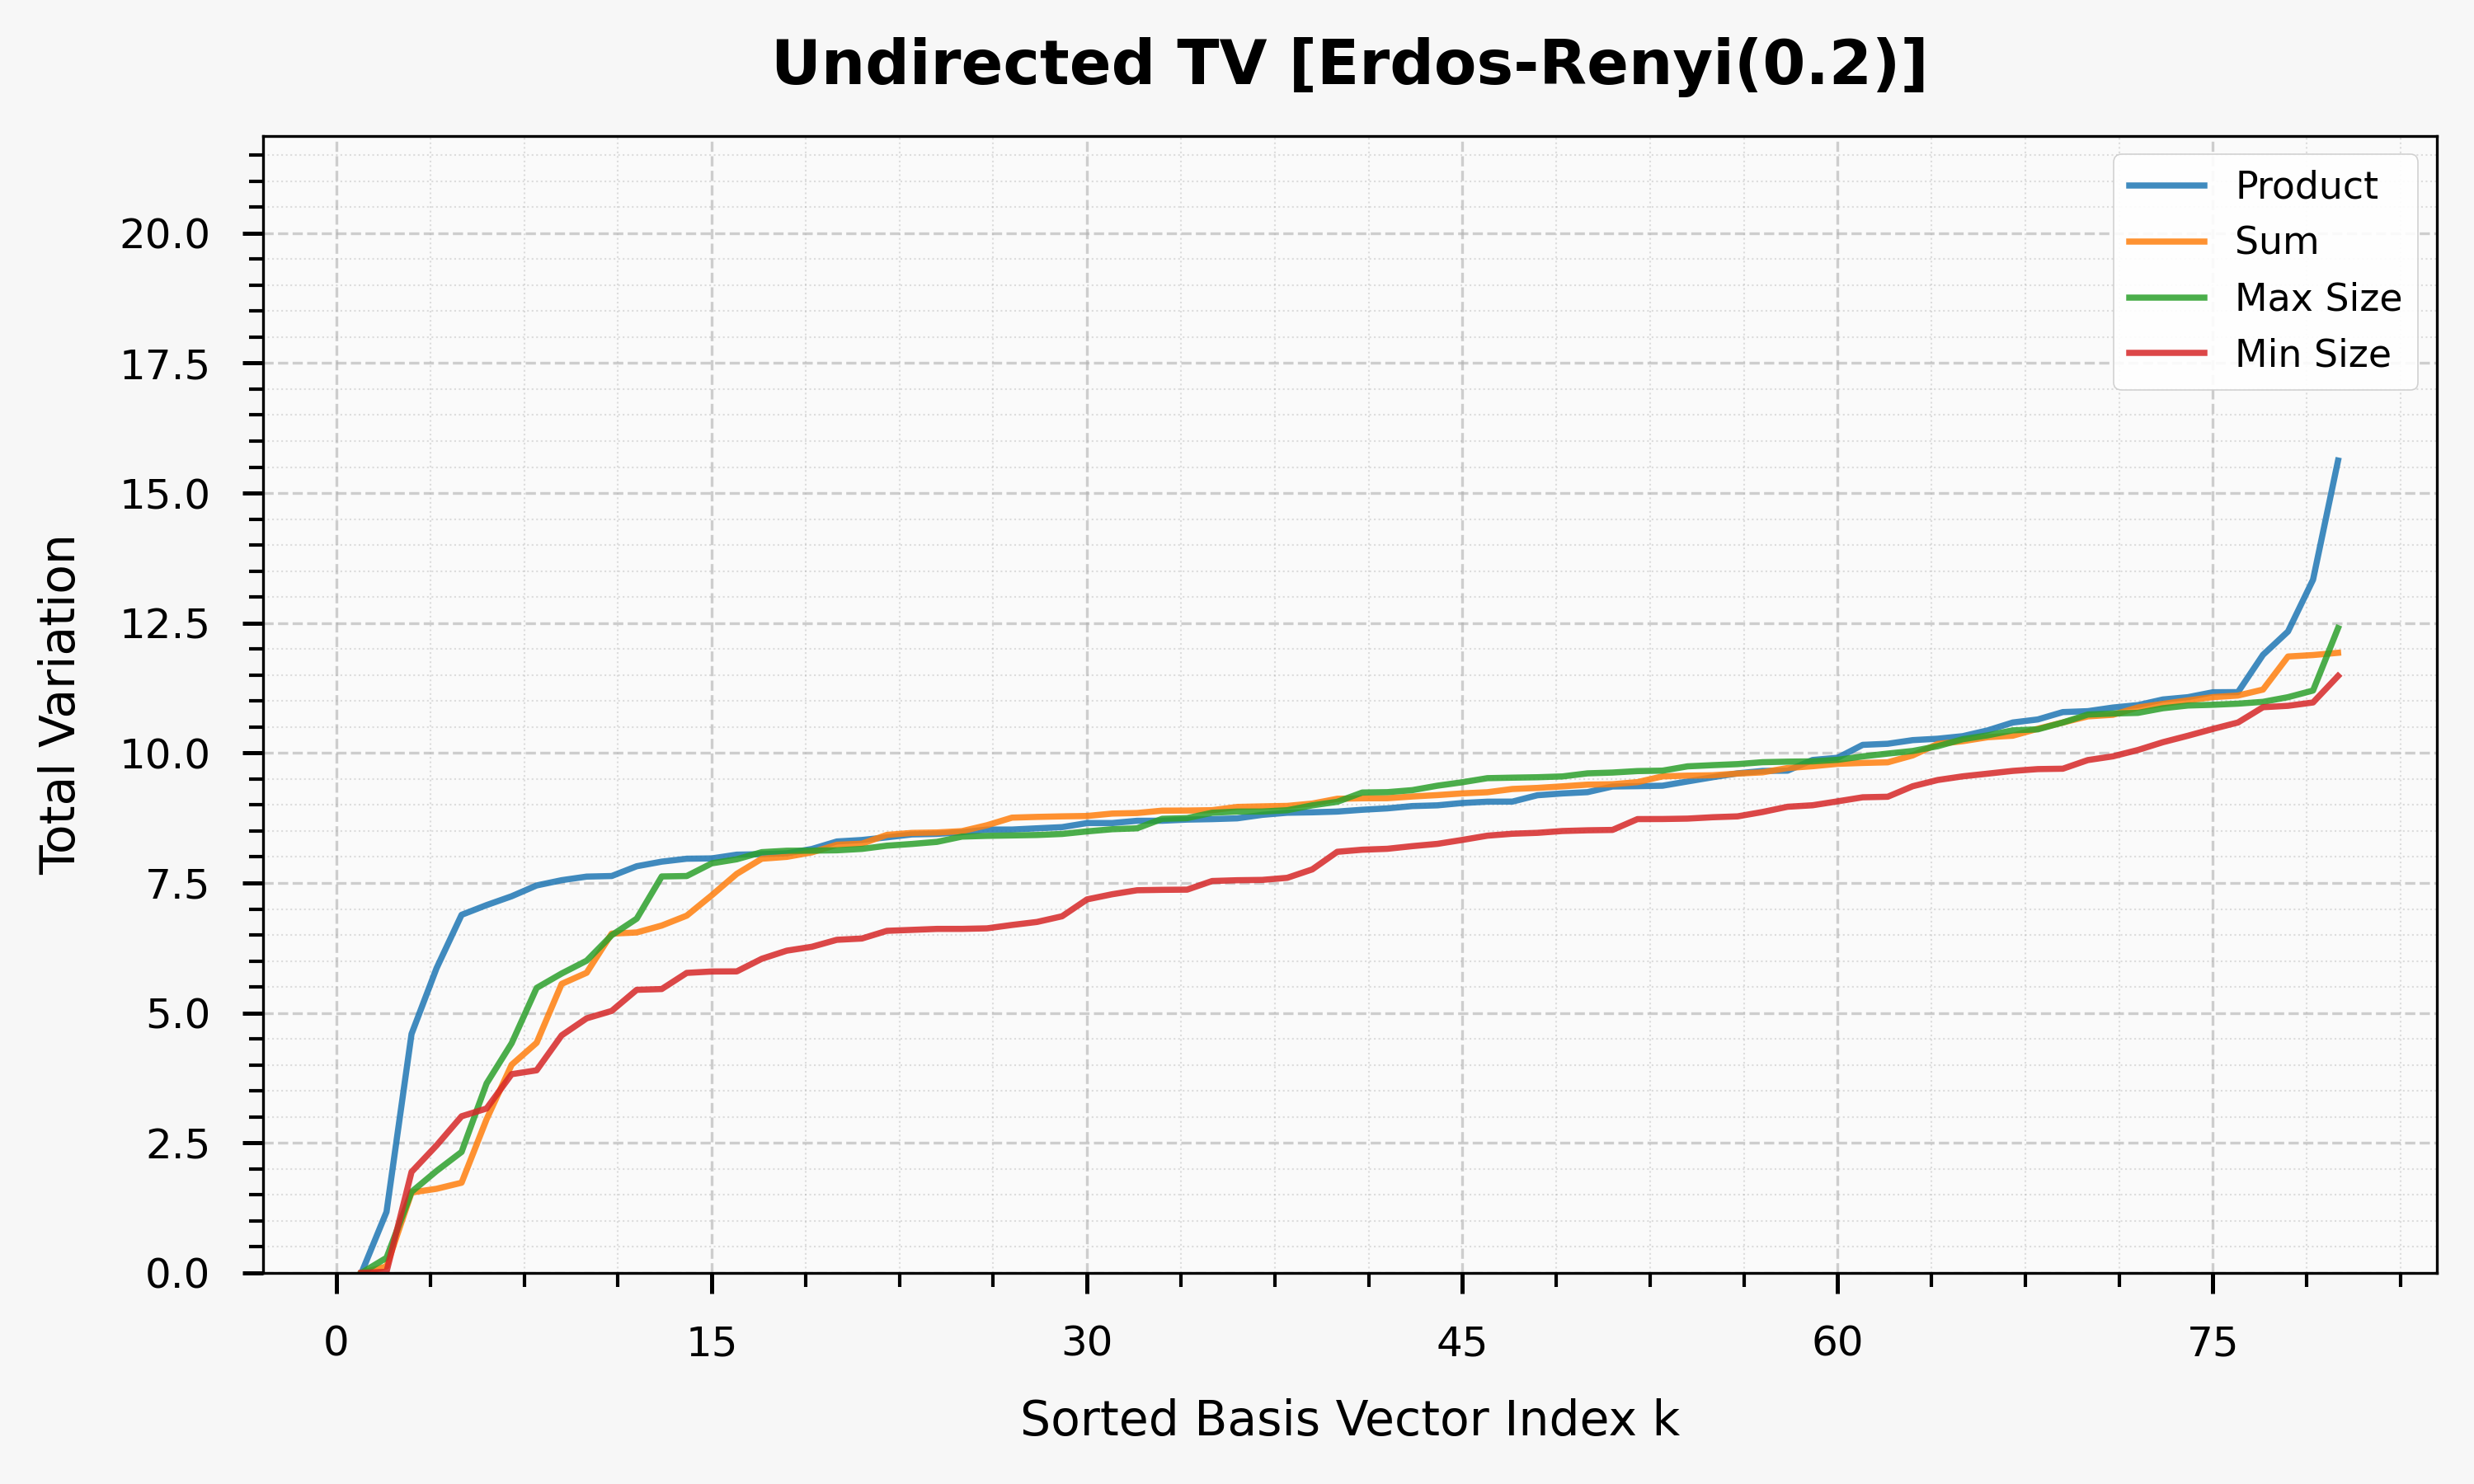 Undirected TV [Erdos-Renyi(0.2)]
Total Variation
20.0
17.5
15.0
12.5
10.0
7.5
5.0
2.5
0.0
Product
Sum
Max Size
Min Size
0 15 30 45 60 75
Sorted Basis Vector Index k